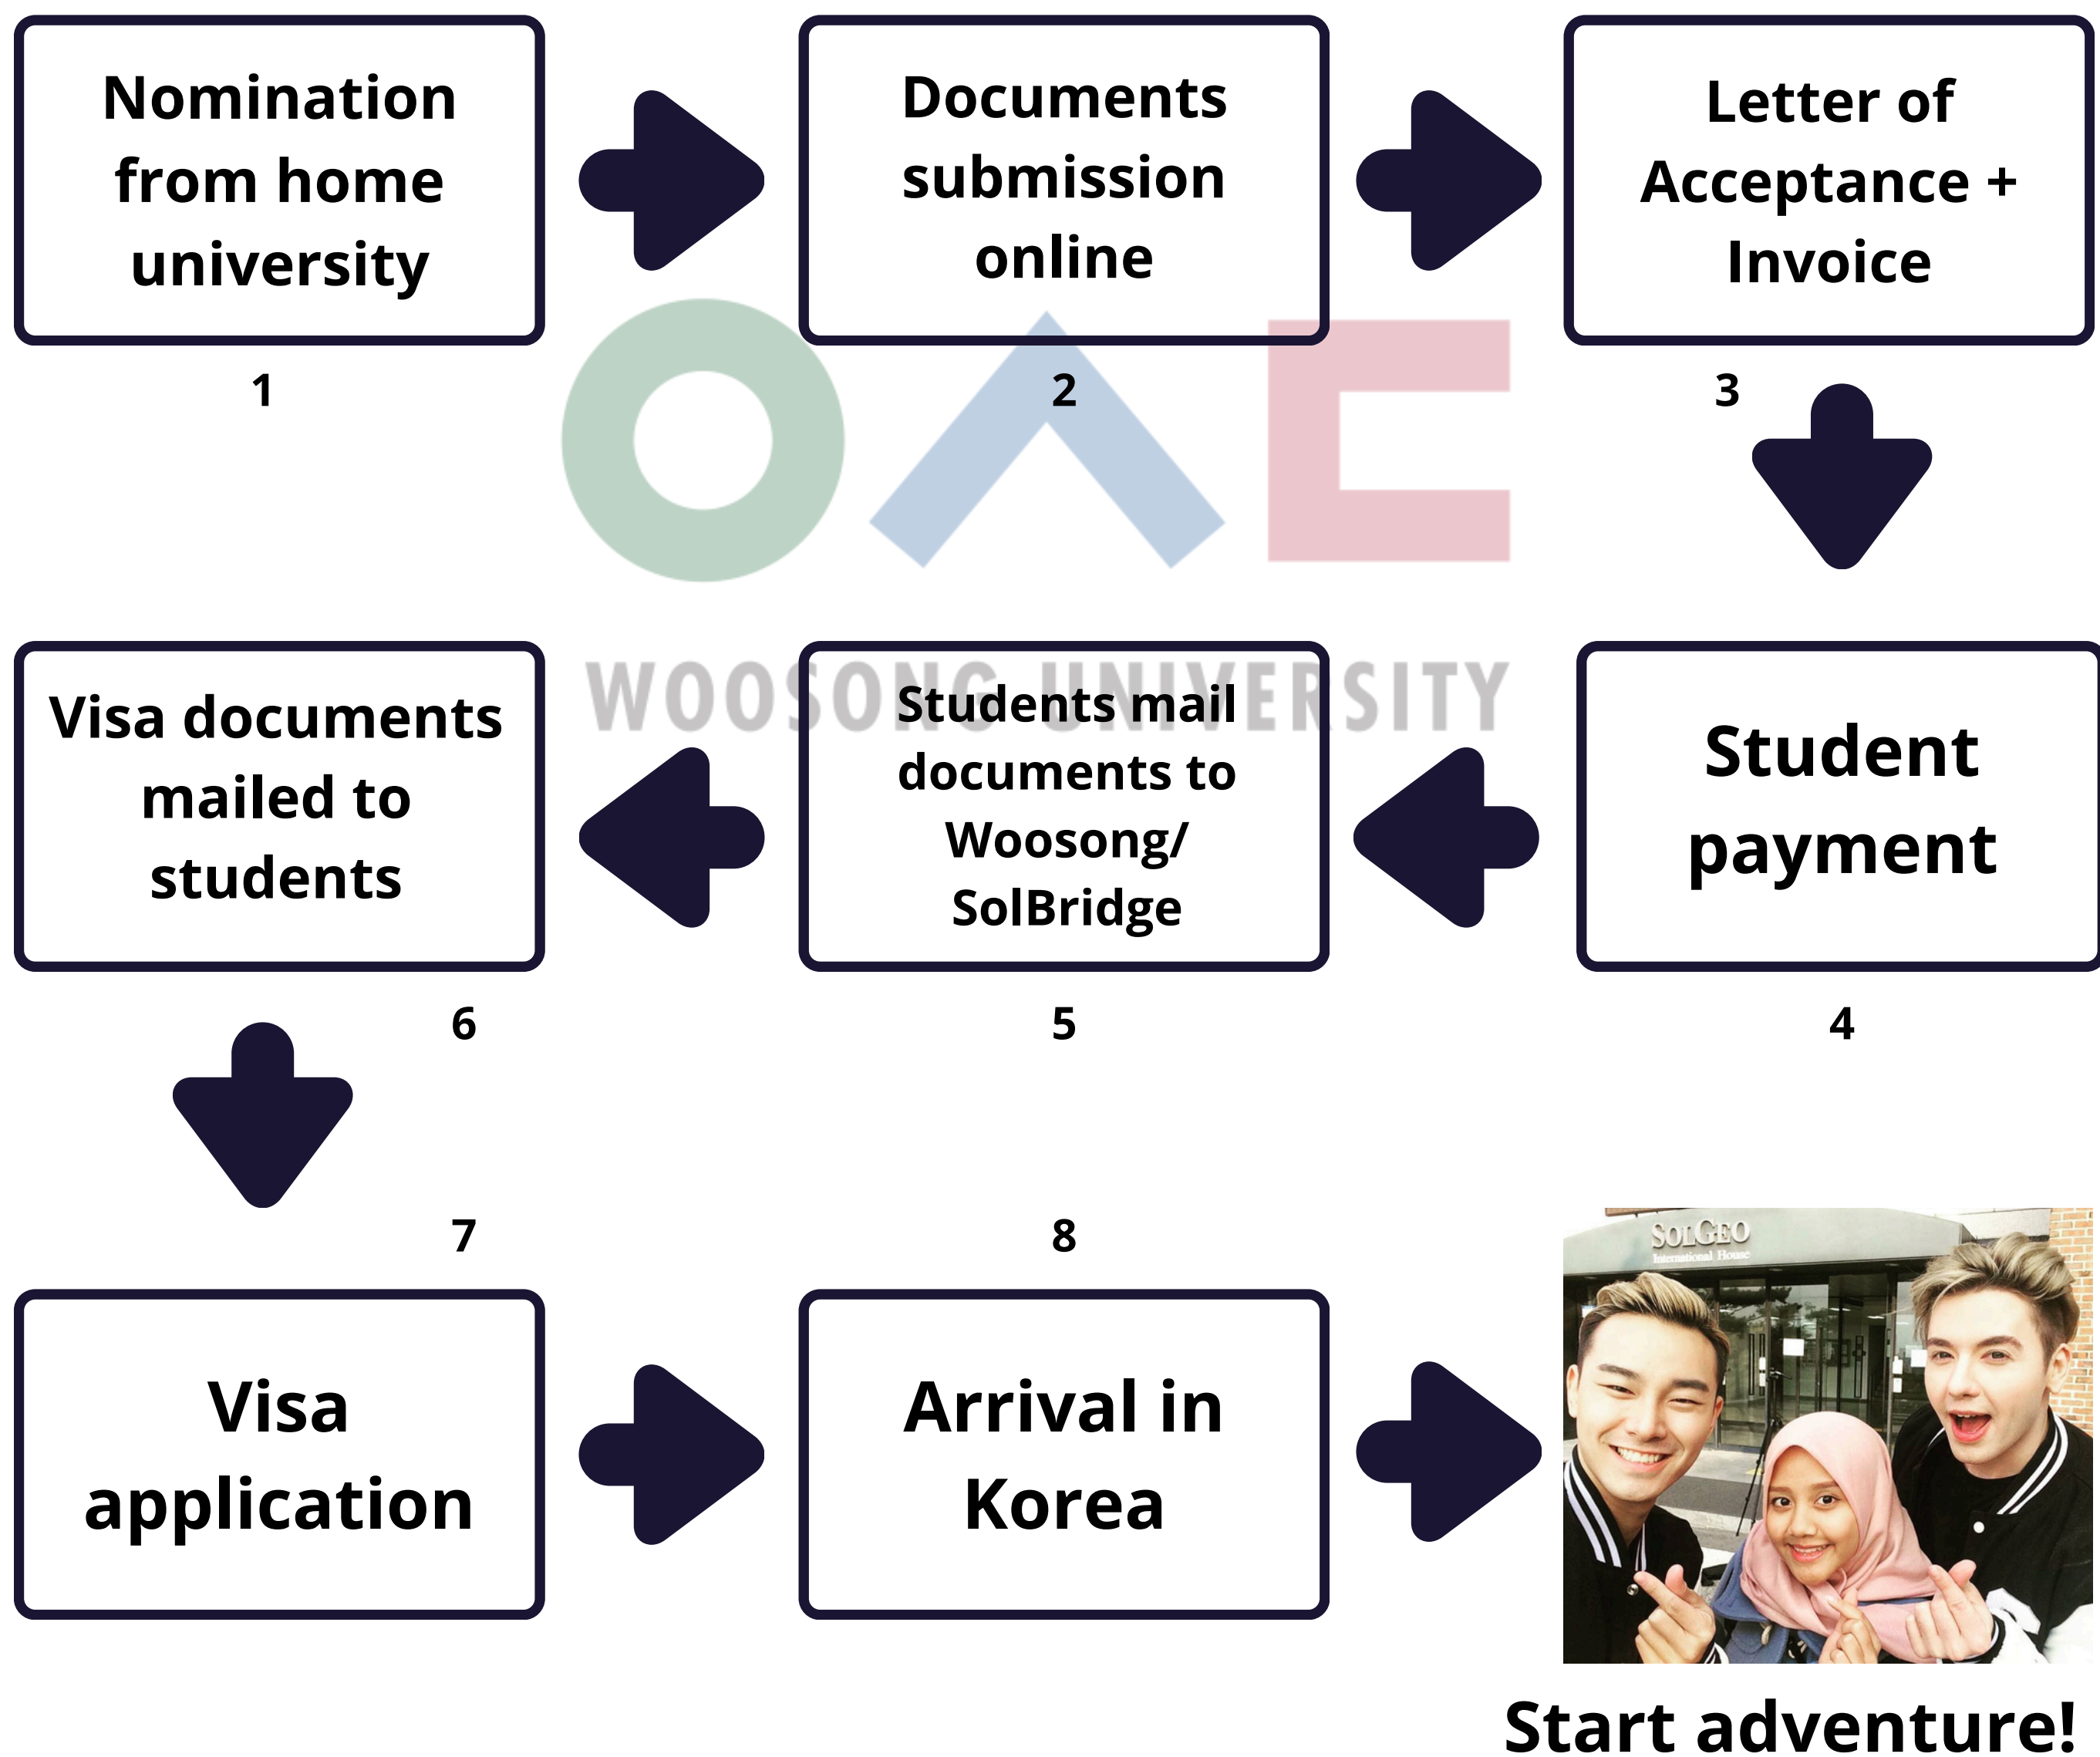 Nomination
from home
university
1
Documents
submission
online
2
Letter of
Acceptance +
Invoice
3
WOOSONG UNIVERSITY
Student
payment
4
Students mail
documents to
Woosong/
SolBridge
5
Visa documents
mailed to
students
6
7
Visa
application
8
Arrival in
Korea
SOLGEO
International House
Start adventure!